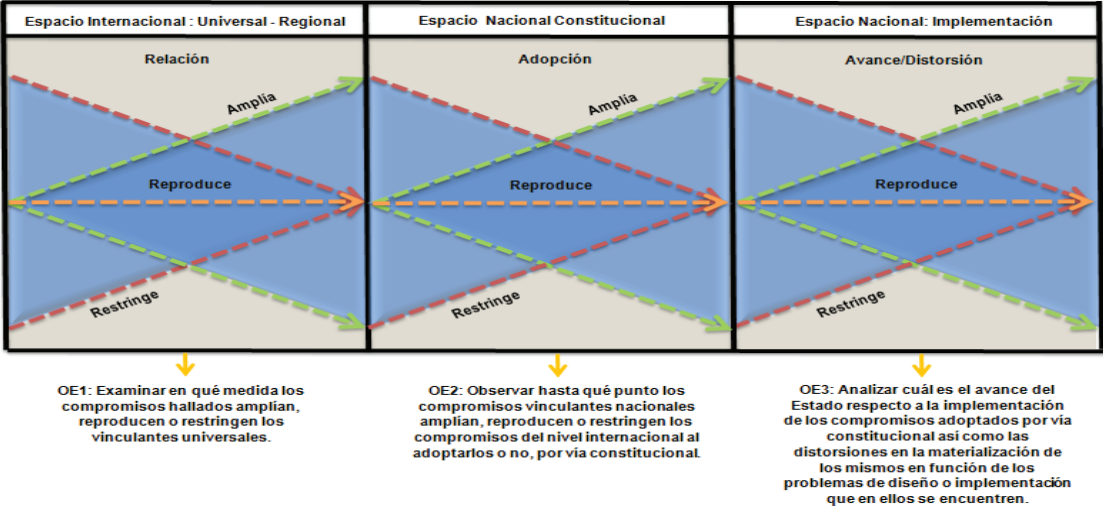 Espacio Internacional : Universal - Regional
Espacio Nacional Constitucional
Espacio Nacional: Implementación
Relación
Adopción
Avance/Distorsión
Amplía
Amplía
Amplía
Reproduce
Reproduce
Reproduce
Restringe
Restringe
Restringe
OE1: Examinar en qué medida los
compromisos hallados amplían,
reproducen o restringen los
vinculantes universales.
OE2: Observar hasta qué punto los
compromisos vinculantes nacionales
amplían, reproducen o restringen los
compromisos del nivel internacional al
adoptarlos o no, por vía constitucional.
OE3: Analizar cuál es el avance del
Estado respecto a la implementación
de los compromisos adoptados por vía
constitucional así como las
distorsiones en la materialización de
los mismos en función de los
problemas de diseño o implementación
que en ellos se encuentren.